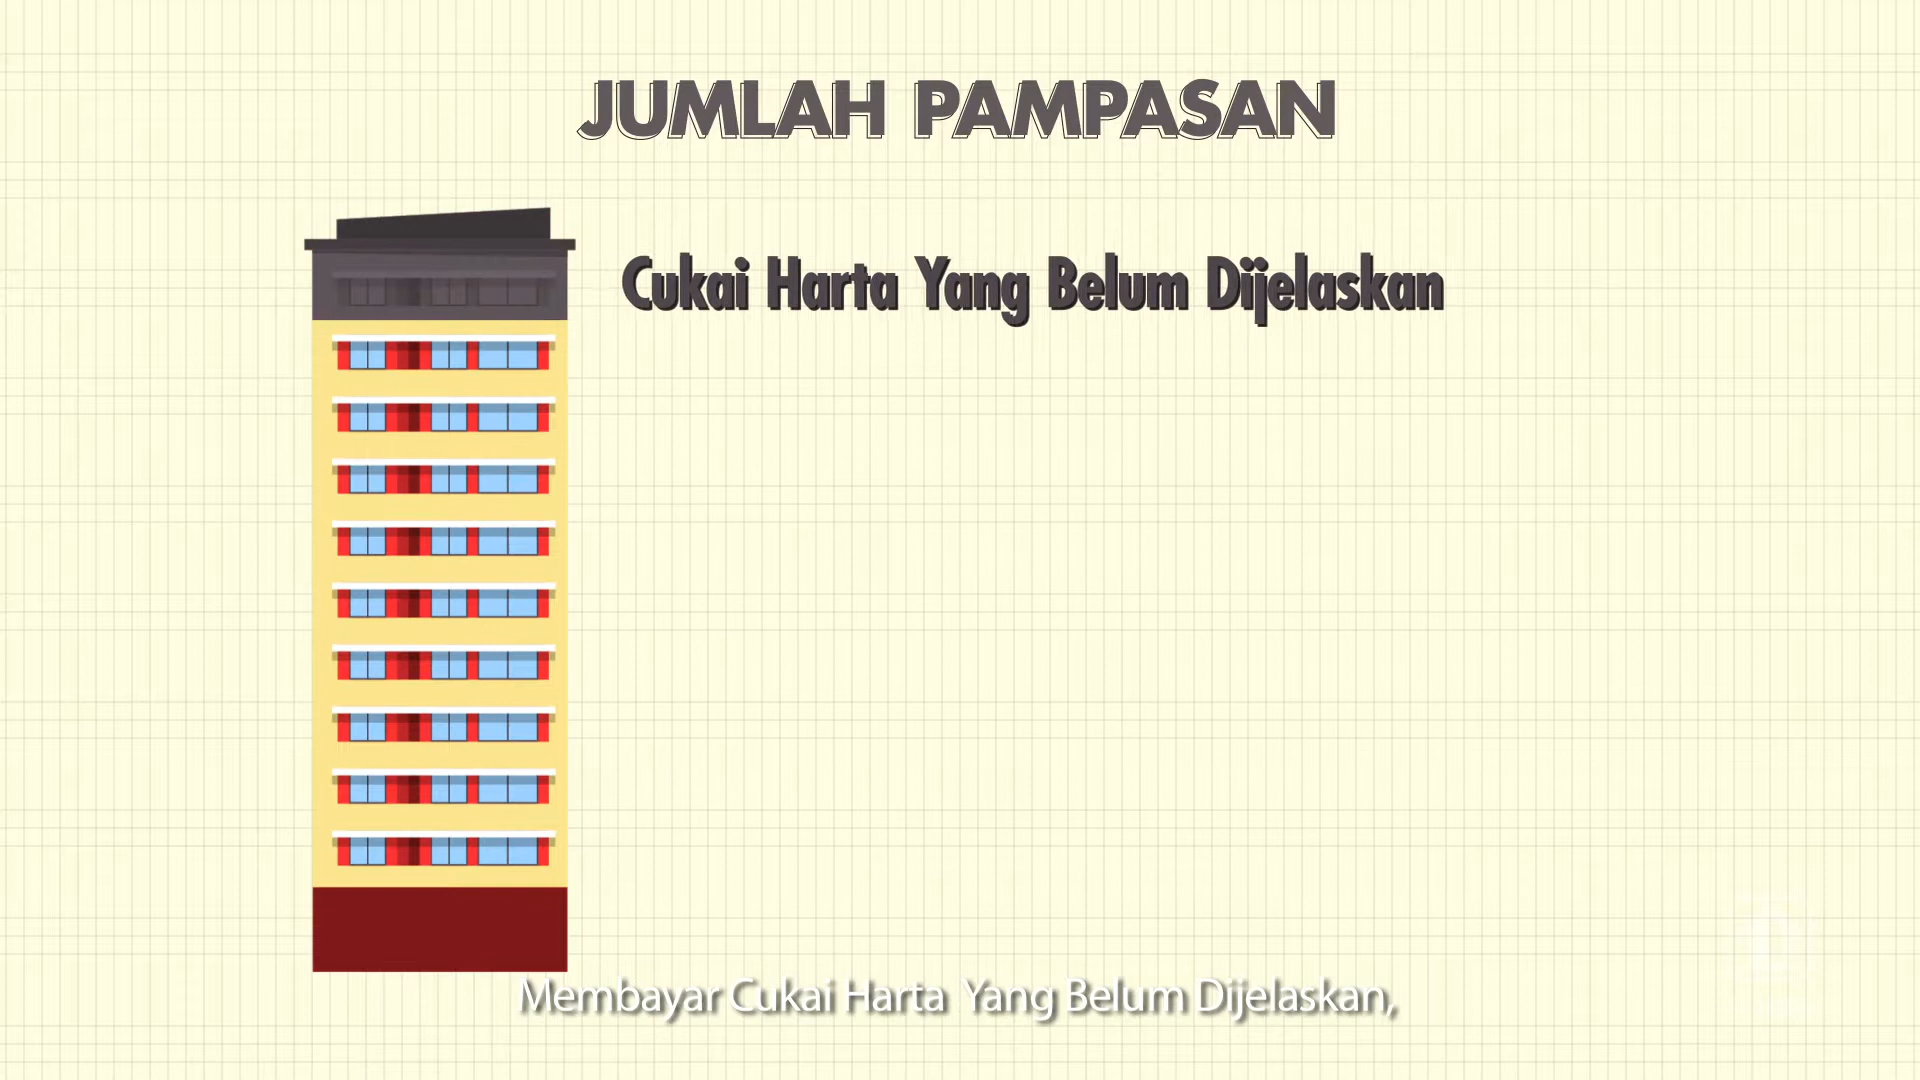 JUMLAH PAMPASAN
Cukai Harta Yang Belum Dijelaskan
Membayar Cukai Harta Yang Belum Dijelaskan,